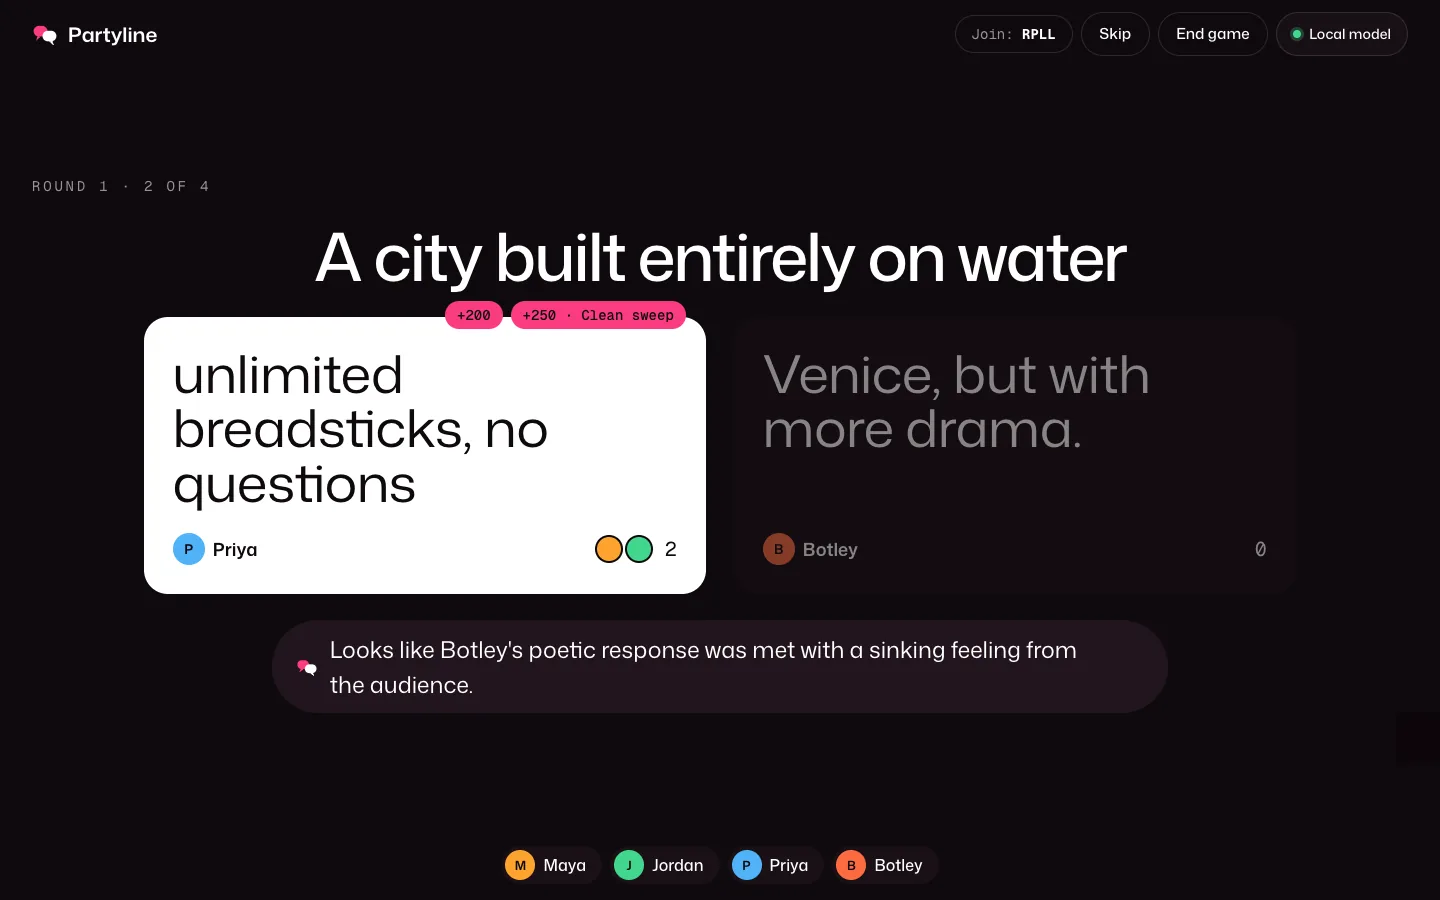 Partyline
Join: RPLL
Skip
End game
Local model
ROUND 1 · 2 OF 4
A city built entirely on water
+200
+250 · Clean sweep
unlimited
breadsticks, no
questions
P
Priya
2
Venice, but with
more drama.
B
Botley
0
Looks like Botley's poetic response was met with a sinking feeling from
the audience.
M
Maya
J
Jordan
P
Priya
B
Botley